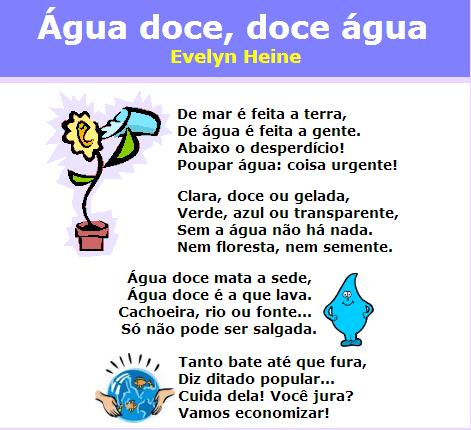 Água doce, doce água
Evelyn Heine
De mar é feita a terra,
De água é feita a gente.
Abaixo o desperdício!
Poupar água: coisa urgente!
Clara, doce ou gelada,
Verde, azul ou transparente,
Sem a água não há nada.
Nem floresta, nem semente.
Água doce mata a sede,
Água doce é a que lava.
Cachoeira, rio ou fonte...
Só não pode ser salgada.
Tanto bate até que fura,
Diz ditado popular...
Cuida dela! Você jura?
Vamos economizar!